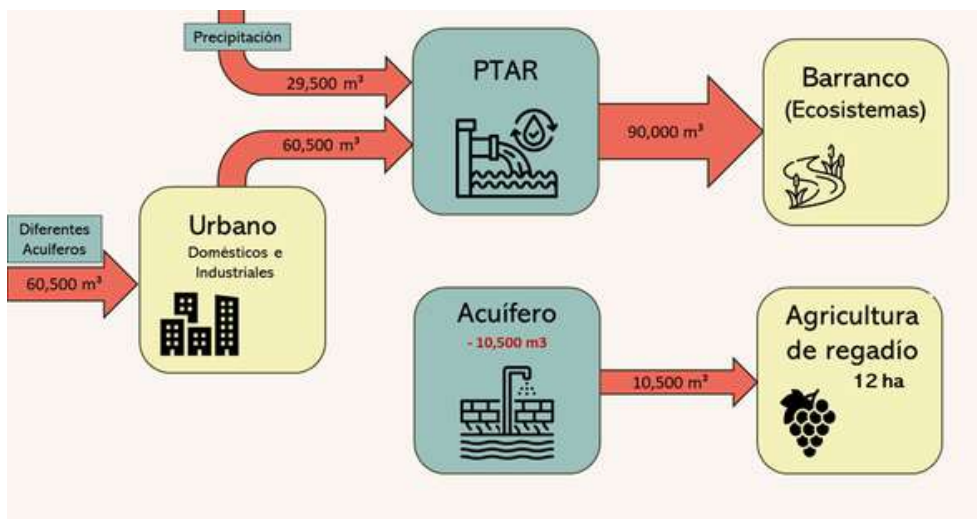 Precipitación
29,500 m³
60,500 m³
PTAR
90,000 m³
Barranco
(Ecosistemas)
Diferentes
Acuíferos
60,500 m³
Urbano
Domésticos e
Industriales
Acuífero
- 10,500 m3
10,500 m³
Agricultura
de regadío
12 ha